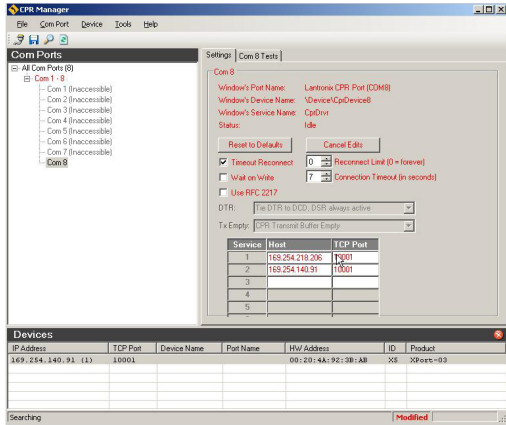 CPR Manager
File Com Port Device Tools Help
Com Ports
All Com Ports (8)
Com 1 - 8
Com 1 (Inaccessible)
Com 2 (Inaccessible)
Com 3 (Inaccessible)
Com 4 (Inaccessible)
Com 5 (Inaccessible)
Com 6 (Inaccessible)
Com 7 (Inaccessible)
Com 8
Settings Com 8 Tests
Com 8
Window's Port Name: Lantronix CPR Port (COM8)
Window's Device Name: \Device\CprDevice8
Window's Service Name: CprDrvr
Status: Idle
Reset to Defaults Cancel Edits
Timeout Reconnect 0 Reconnect Limit (0 = forever)
Wait on Write 7 Connection Timeout (in seconds)
Use RFC 2217
DTR: Tie DTR to DCD, DSR always active
Tx Empty: CPR Transmit Buffer Empty
Service Host TCP Port
1 169.254.218.206 10001
2 169.254.140.91 10001
3
4
5
Devices
IP Address TCP Port Device Name Port Name HW Address ID Product
169.254.140.91 (1) 10001 00:20:4A:92:3B:AB X5 XPort-03
Searching Modified